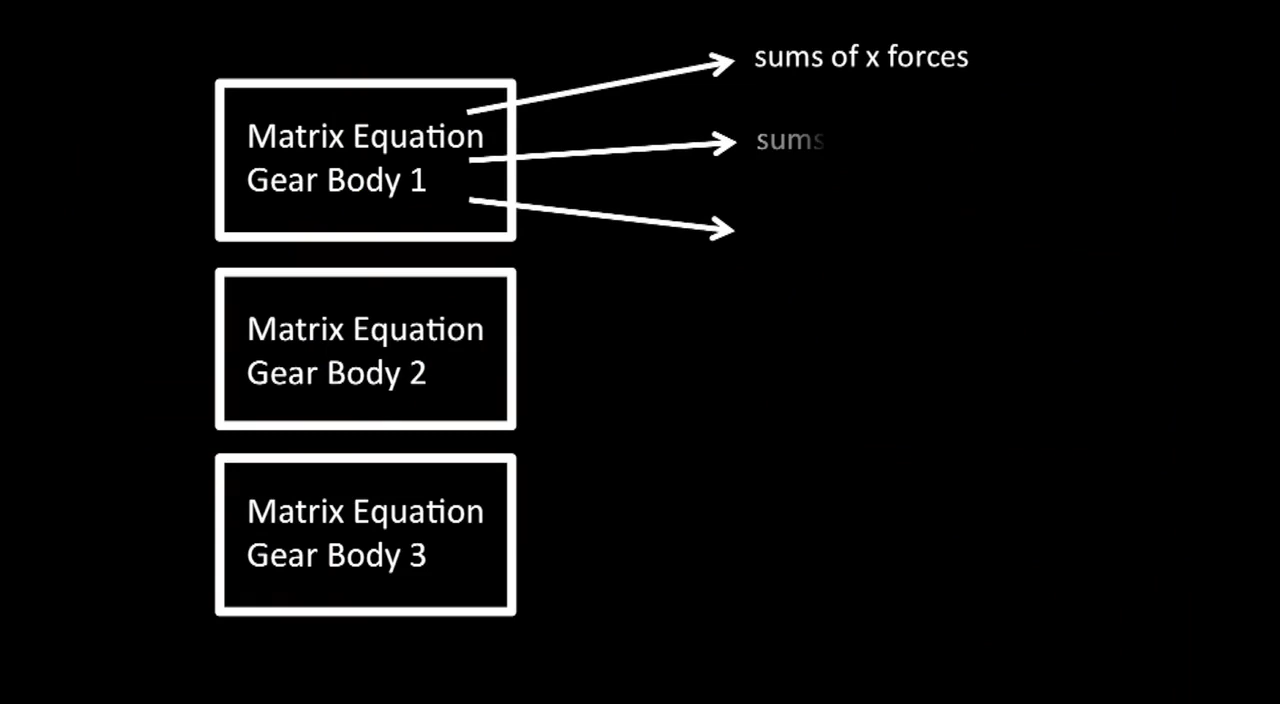 sums of x forces
Matrix Equation
Gear Body 1
sums
Matrix Equation
Gear Body 2
Matrix Equation
Gear Body 3